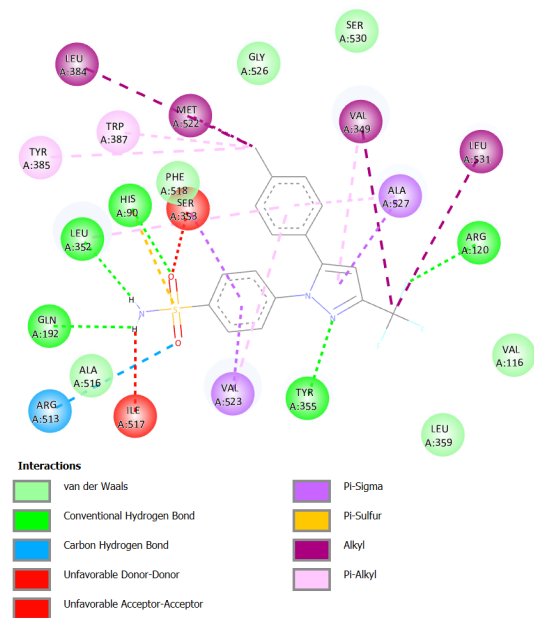 SER
A:530
GLY
A:526
LEU
A:384
MET
A:522
VAL
A:349
TRP
A:387
LEU
A:531
TYR
A:385
PHE
A:518
ALA
A:527
HIS
A:90
SER
A:353
LEU
A:352
ARG
A:120
O
H
N
S
N
GLN
A:192
H
N
F
F
F
O
VAL
A:116
ALA
A:516
VAL
A:523
TYR
A:355
ARG
A:513
ILE
A:517
LEU
A:359
Interactions
van der Waals
Conventional Hydrogen Bond
Carbon Hydrogen Bond
Unfavorable Donor-Donor
Unfavorable Acceptor-Acceptor
Pi-Sigma
Pi-Sulfur
Alkyl
Pi-Alkyl